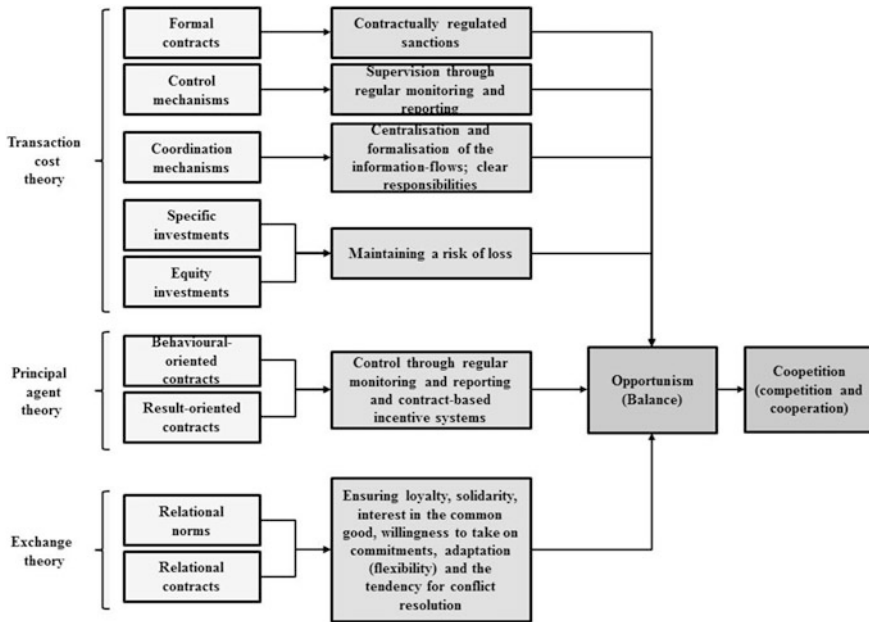 Transaction
cost
theory
Formal
contracts
Contractually regulated
sanctions
Control
mechanisms
Supervision through
regular monitoring and
reporting
Coordination
mechanisms
Centralisation and
formalisation of the
information-flows; clear
responsibilities
Specific
investments
Equity
investments
Maintaining a risk of loss
Principal
agent
theory
Behavioural-
oriented
contracts
Result-oriented
contracts
Control through regular
monitoring and reporting
and contract-based
incentive systems
Opportunism
(Balance)
Coopetition
(competition and
cooperation)
Exchange
theory
Relational
norms
Relational
contracts
Ensuring loyalty, solidarity,
interest in the common
good, willingness to take on
commitments, adaptation
(flexibility) and the
tendency for conflict
resolution